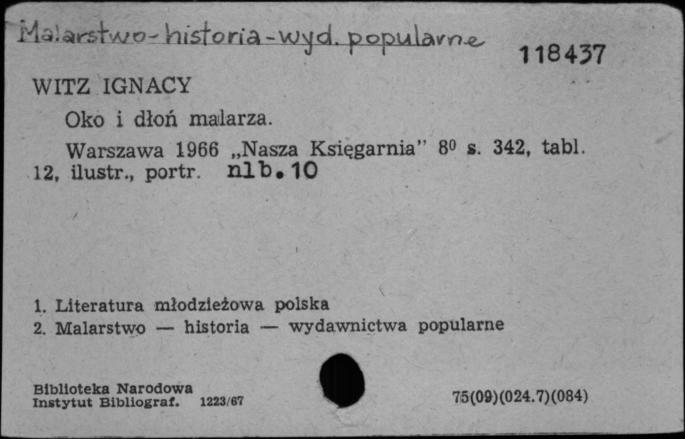 Malarstwo - historia - wyd. popularne
118437
WITZ IGNACY
Oko i dłoń malarza.
Warszawa 1966 „Nasza Księgarnia” 8⁰ s. 342, tabl.
12, ilustr., portr. nlb. 10
1. Literatura młodzieżowa polska
2. Malarstwo — historia — wydawnictwa popularne
Biblioteka Narodowa
Instytut Bibliograf. 1223/67
75(09)(024.7)(084)